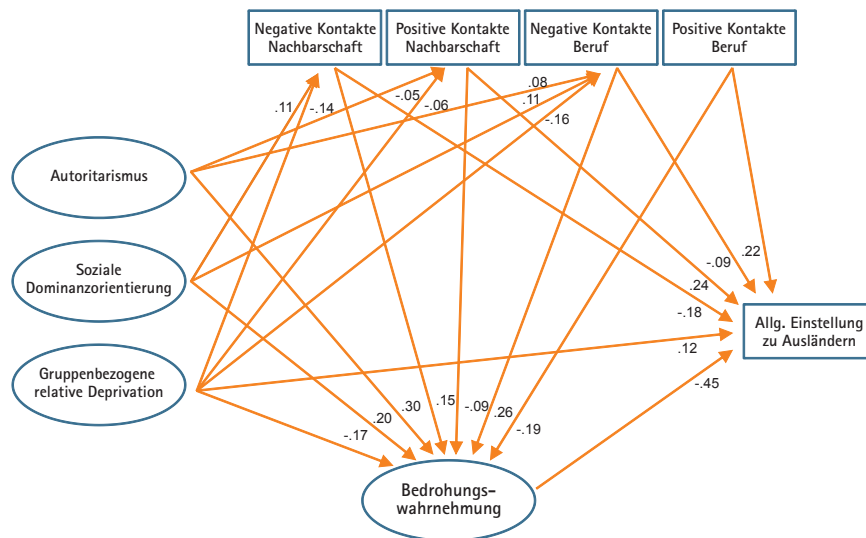 Negative Kontakte
Nachbarschaft
Positive Kontakte
Nachbarschaft
Negative Kontakte
Beruf
Positive Kontakte
Beruf
.11
-.14
-.05
-.06
.08
.11
-.16
Autoritarismus
Soziale
Dominanzorientierung
Gruppenbezogene
relative Deprivation
-.09
.22
.24
-.18
Allg. Einstellung
zu Ausländern
.12
-.45
-.17
.20
.30
.15
-.09
.26
-.19
Bedrohungs-
wahrnehmung